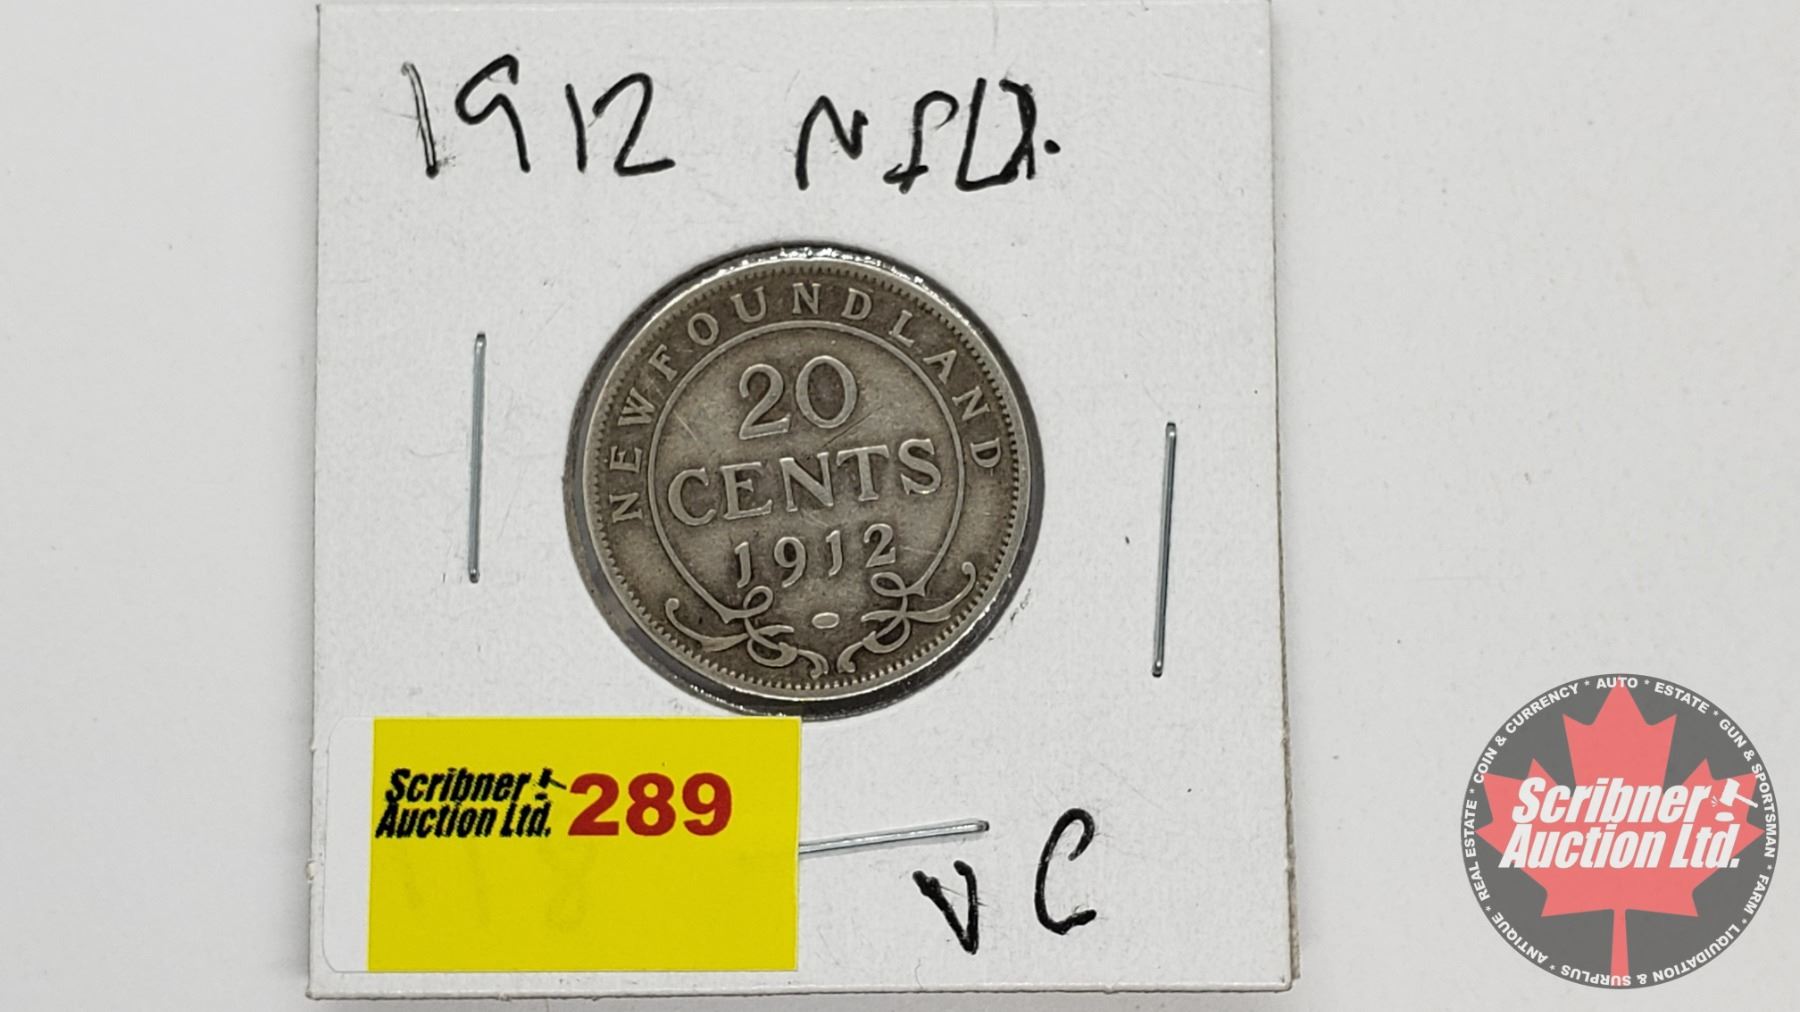 1912 Nfld.
NEWFOUNDLAND
20
CENTS
1912
Scribner
Auction Ltd. 289
VC
Scribner
Auction Ltd.
* REAL ESTATE * COIN & CURRENCY * AUTO * ESTATE * GUN & SPORTSMAN * FARM * LIQUIDATION & SURPLUS * ANTIQUE